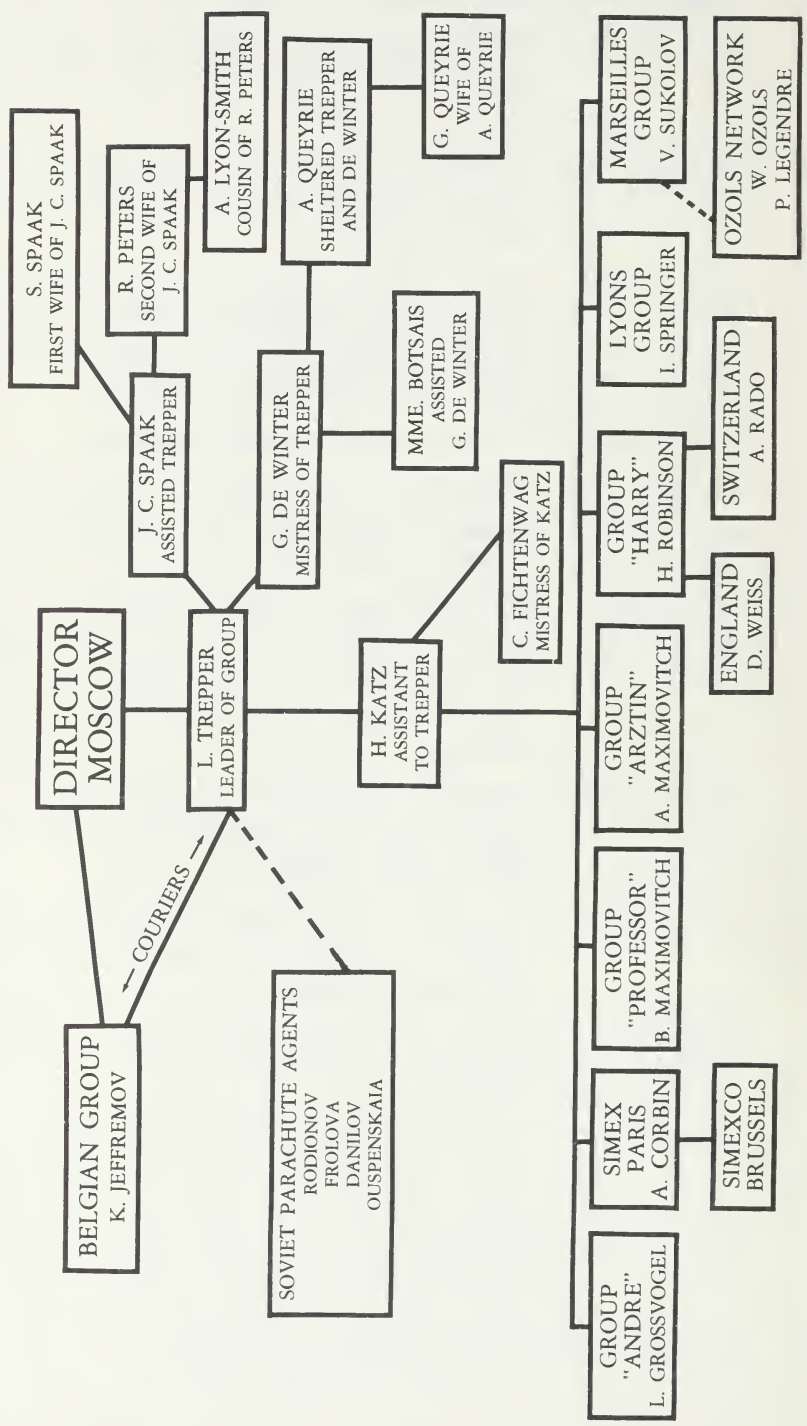 DIRECTOR
MOSCOW
BELGIAN GROUP
K. JEFFREMOV
← COURIERS →
L. TREPPER
LEADER OF GROUP
SOVIET PARACHUTE AGENTS
RODIONOV
FROLOVA
DANILOV
OUSPENSKAIA
J. C. SPAAK
ASSISTED TREPPER
S. SPAAK
FIRST WIFE OF J. C. SPAAK
R. PETERS
SECOND WIFE OF
J. C. SPAAK
A. LYON-SMITH
COUSIN OF R. PETERS
G. DE WINTER
MISTRESS OF TREPPER
A. QUEYRIE
SHELTERED TREPPER
AND DE WINTER
G. QUEYRIE
WIFE OF
A. QUEYRIE
MME. BOTSAIS
ASSISTED
G. DE WINTER
H. KATZ
ASSISTANT
TO TREPPER
C. FICHTENWAG
MISTRESS OF KATZ
GROUP
"ANDRE"
L. GROSSVOGEL
SIMEX
PARIS
A. CORBIN
SIMEXCO
BRUSSELS
GROUP
"PROFESSOR"
B. MAXIMOVITCH
GROUP
"ARZTIN"
A. MAXIMOVITCH
GROUP
"HARRY"
H. ROBINSON
ENGLAND
D. WEISS
SWITZERLAND
A. RADO
LYONS
GROUP
I. SPRINGER
MARSEILLES
GROUP
V. SUKOLOV
OZOLS NETWORK
W. OZOLS
P. LEGENDRE